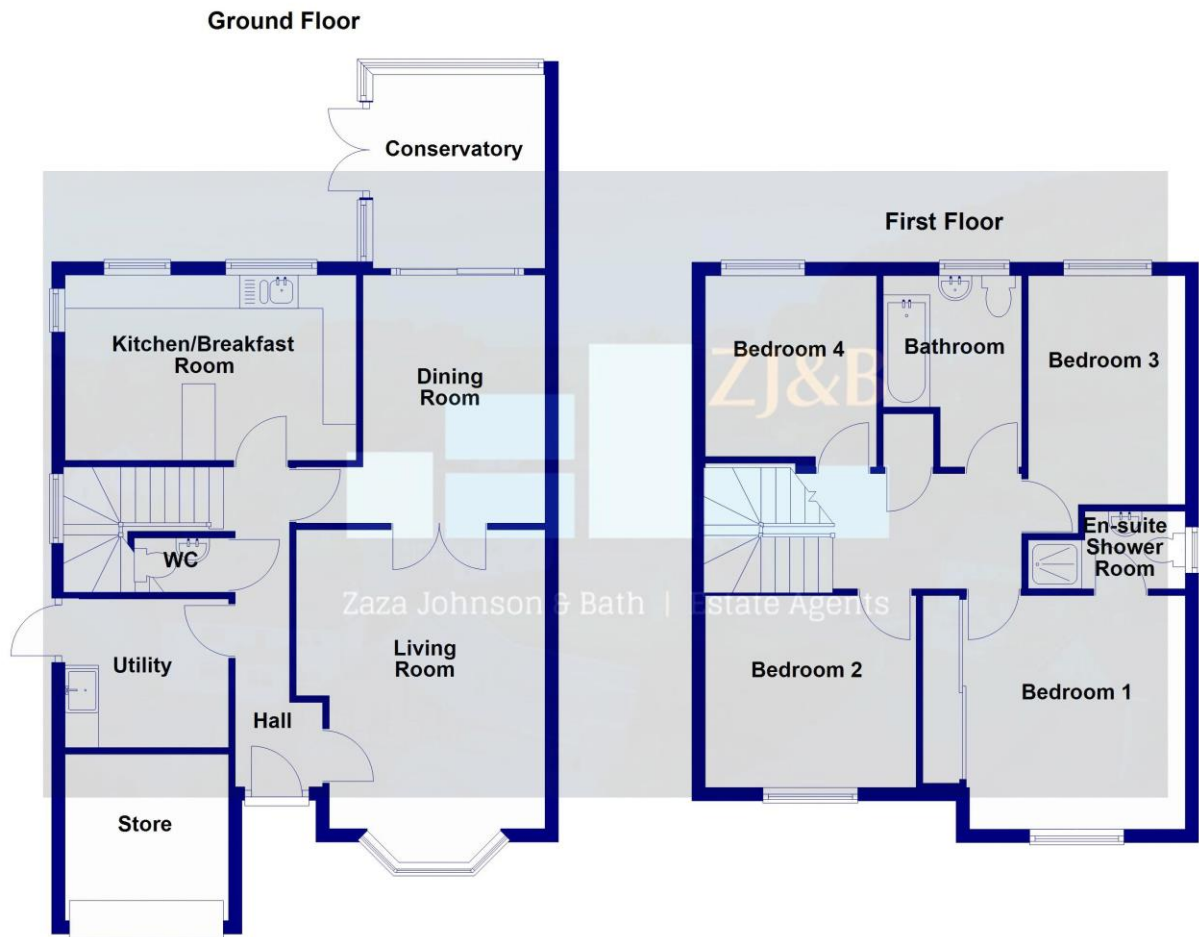 Ground Floor
Conservatory
Kitchen/Breakfast
Room
Dining
Room
WC
Utility
Living
Room
Hall
Store
First Floor
Bedroom 4
Bathroom
Bedroom 3
En-suite
Shower
Room
Bedroom 2
Bedroom 1
ZJ&B
Zaza Johnson & Bath | Estate Agents